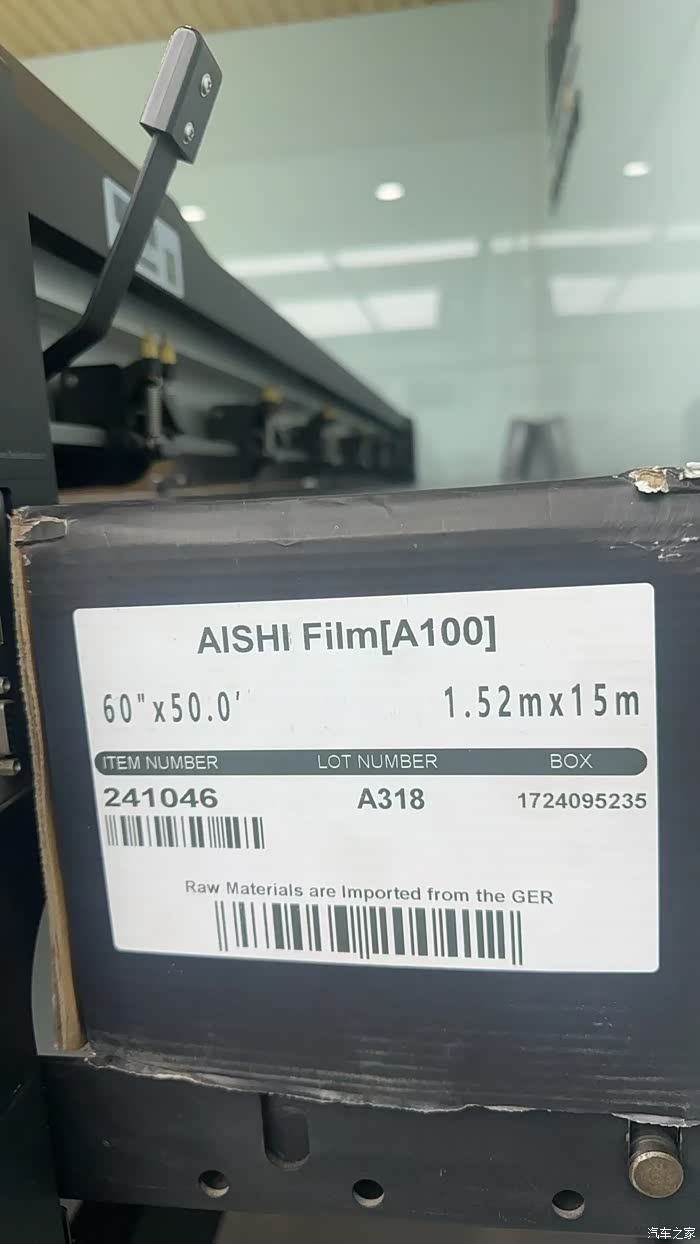 AISHI Film[A100]
60"x50.0' 1.52mx15m
ITEM NUMBER LOT NUMBER BOX
241046 A318 1724095235
Raw Materials are Imported from the GER
汽车之家